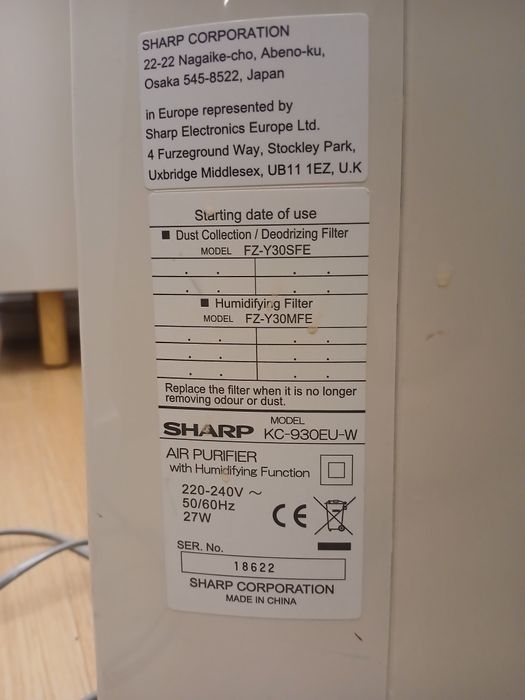 SHARP CORPORATION
22-22 Nagaike-cho, Abeno-ku,
Osaka 545-8522, Japan
in Europe represented by
Sharp Electronics Europe Ltd.
4 Furzeground Way, Stockley Park,
Uxbridge Middlesex, UB11 1EZ, U.K
Starting date of use
■ Dust Collection / Deodrizing Filter
MODEL FZ-Y30SFE
■ Humidifying Filter
MODEL FZ-Y30MFE
Replace the filter when it is no longer
removing odour or dust.
SHARP MODEL KC-930EU-W
AIR PURIFIER
with Humidifying Function
220-240V ~
50/60Hz
27W
CE
SER. No.
18622
SHARP CORPORATION
MADE IN CHINA